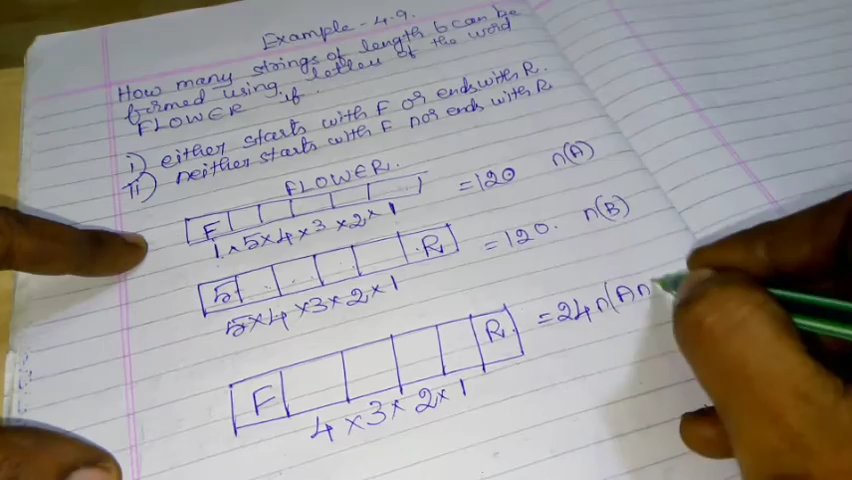 Example - 4.9.
How many strings of length 6 can be
formed using letter of the word
FLOWER if
i) either starts with F or ends with R.
ii) neither starts with F nor ends with R
FLOWER.
F = 120 n(A)
1 × 5 × 4 × 3 × 2 × 1
5 R = 120. n(B)
5 × 4 × 3 × 2 × 1
F R. = 24 n(A∩
4 × 3 × 2 × 1